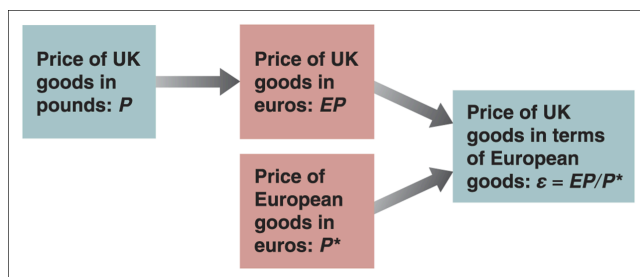 Price of UK
goods in
pounds: P
Price of UK
goods in
euros: EP
Price of
European
goods in
euros: P*
Price of UK
goods in terms
of European
goods: ε = EP/P*